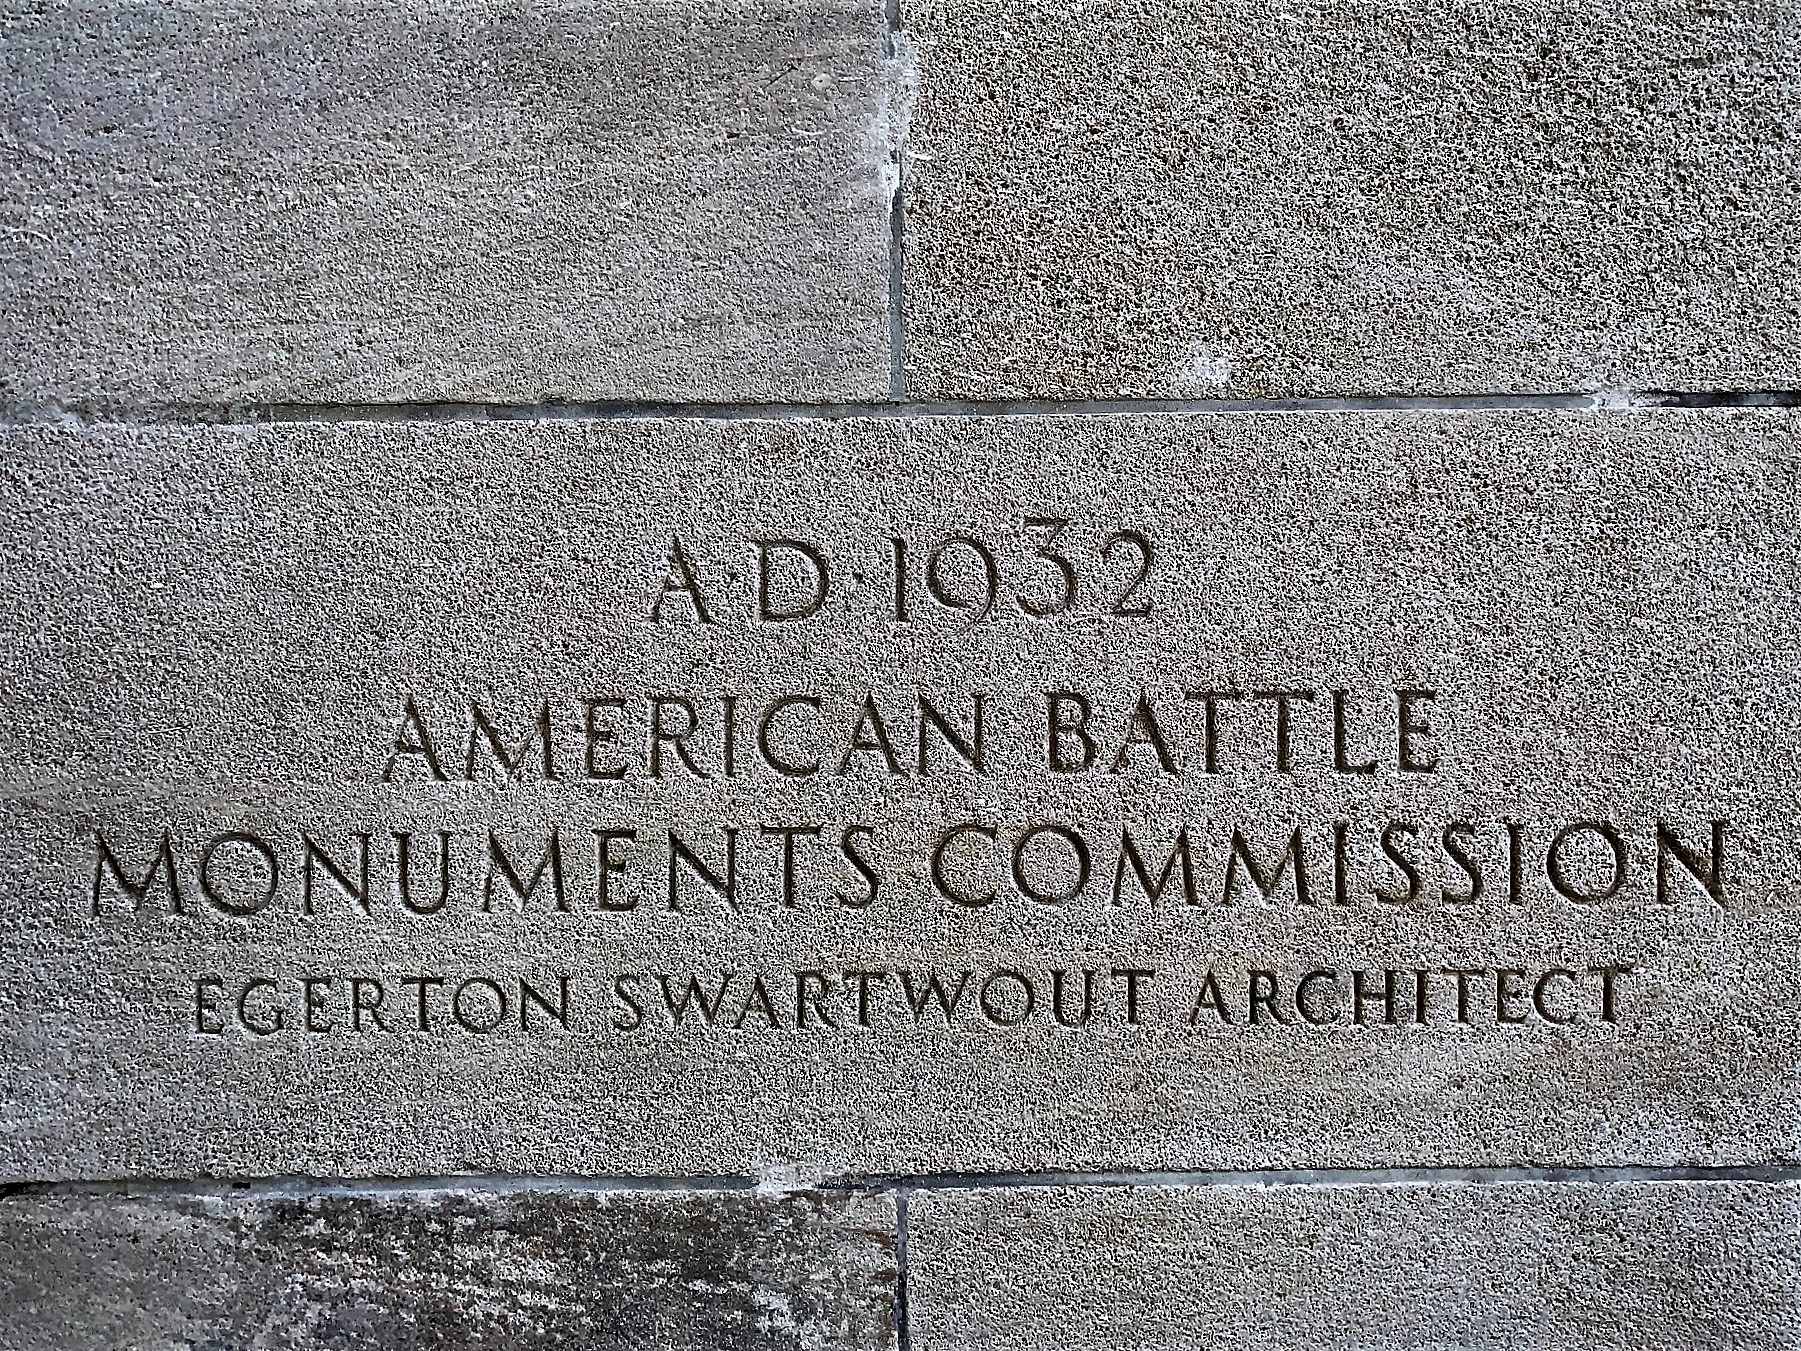 A·D·1932
AMERICAN BATTLE
MONUMENTS COMMISSION
EGERTON SWARTWOUT ARCHITECT